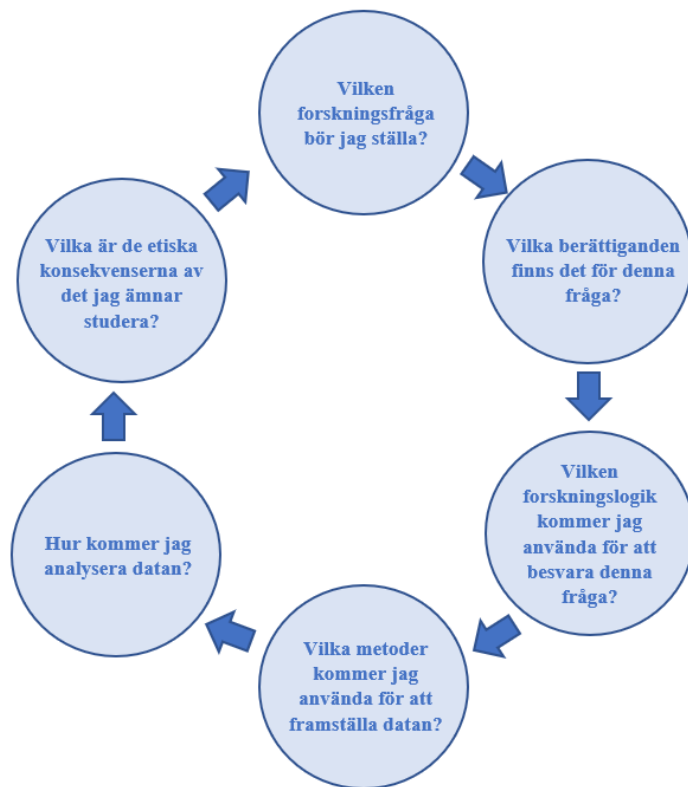 Vilken
forskningsfråga
bör jag ställa?
Vilka berättiganden
finns det för denna
fråga?
Vilken
forskningslogik
kommer jag
använda för att
besvara denna
fråga?
Vilka metoder
kommer jag
använda för att
framställa datan?
Hur kommer jag
analysera datan?
Vilka är de etiska
konsekvenserna av
det jag ämnar
studera?